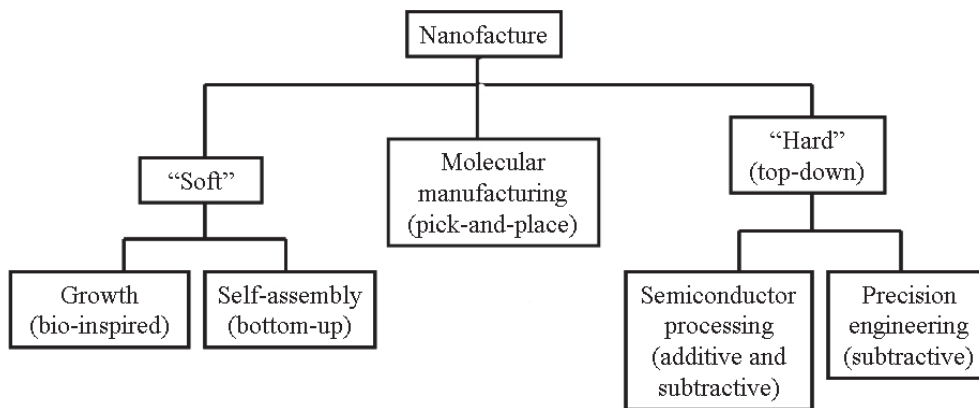 Nanofacture
“Soft”
Molecular
manufacturing
(pick-and-place)
“Hard”
(top-down)
Growth
(bio-inspired)
Self-assembly
(bottom-up)
Semiconductor
processing
(additive and
subtractive)
Precision
engineering
(subtractive)